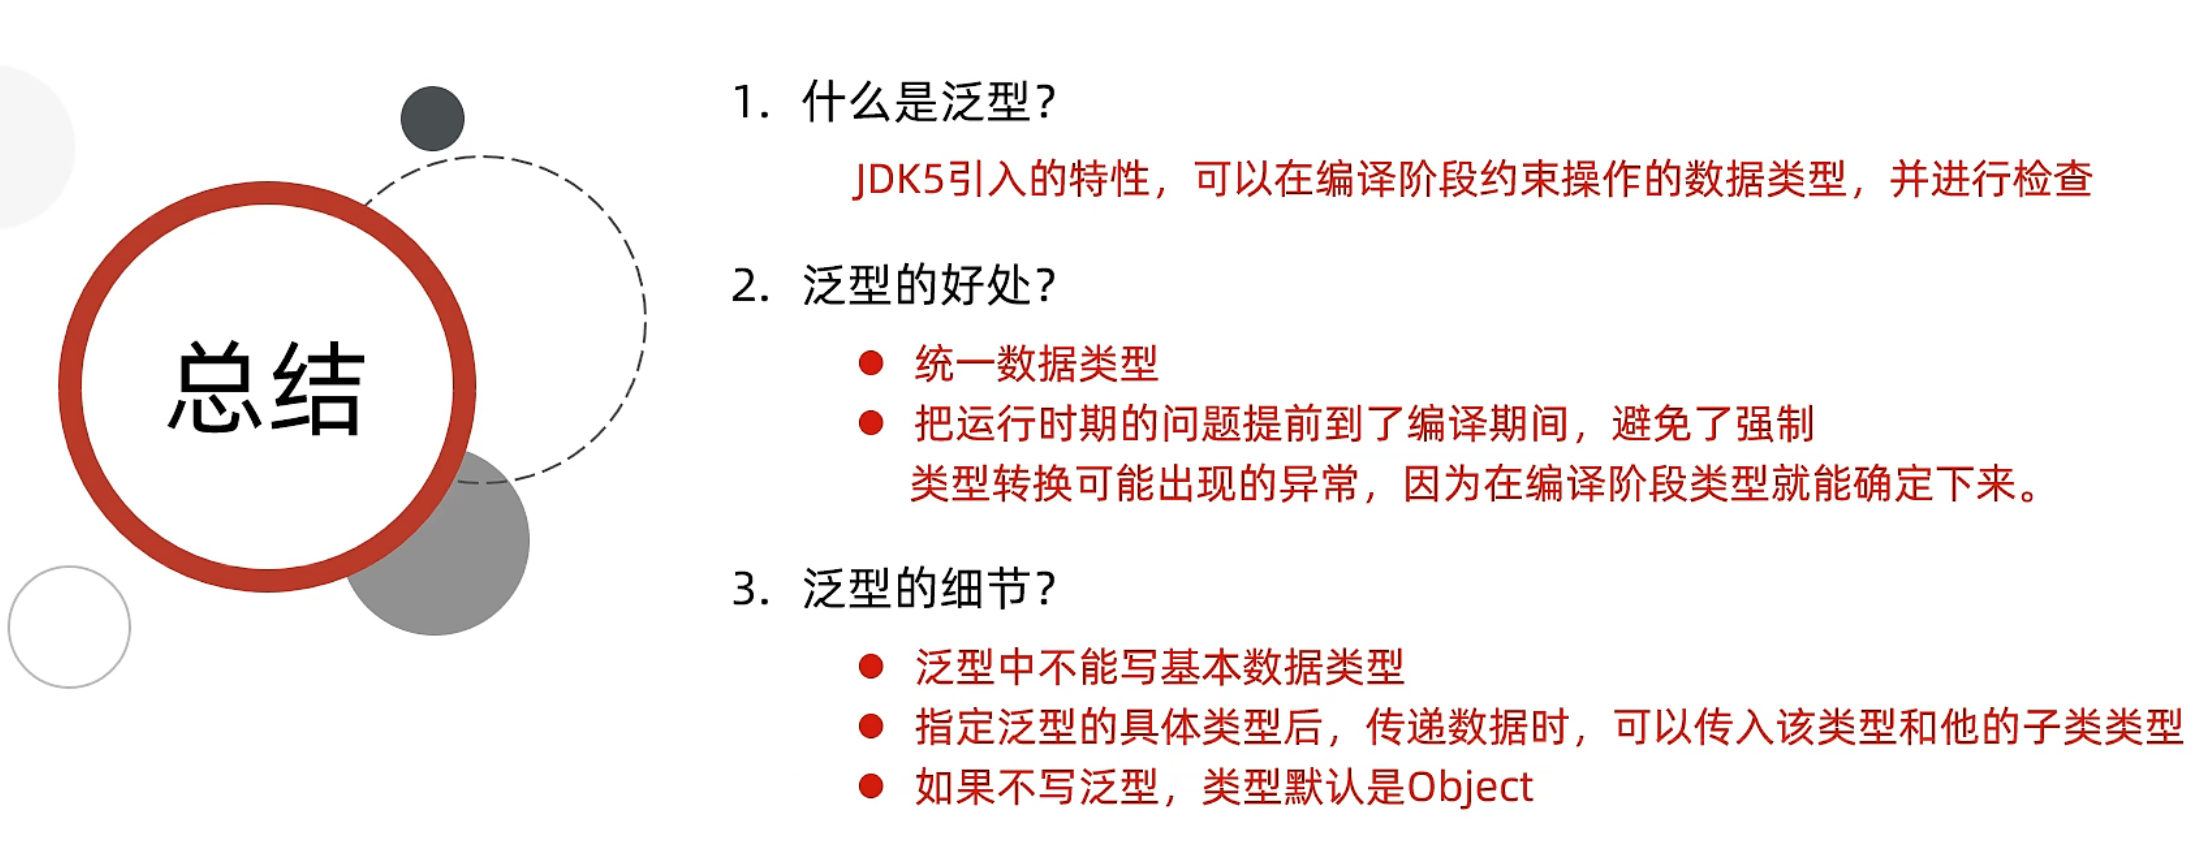 总结
1. 什么是泛型？
JDK5引入的特性，可以在编译阶段约束操作的数据类型，并进行检查
2. 泛型的好处？
● 统一数据类型
● 把运行时期的问题提前到了编译期间，避免了强制
类型转换可能出现的异常，因为在编译阶段类型就能确定下来。
3. 泛型的细节？
● 泛型中不能写基本数据类型
● 指定泛型的具体类型后，传递数据时，可以传入该类型和他的子类类型
● 如果不写泛型，类型默认是Object